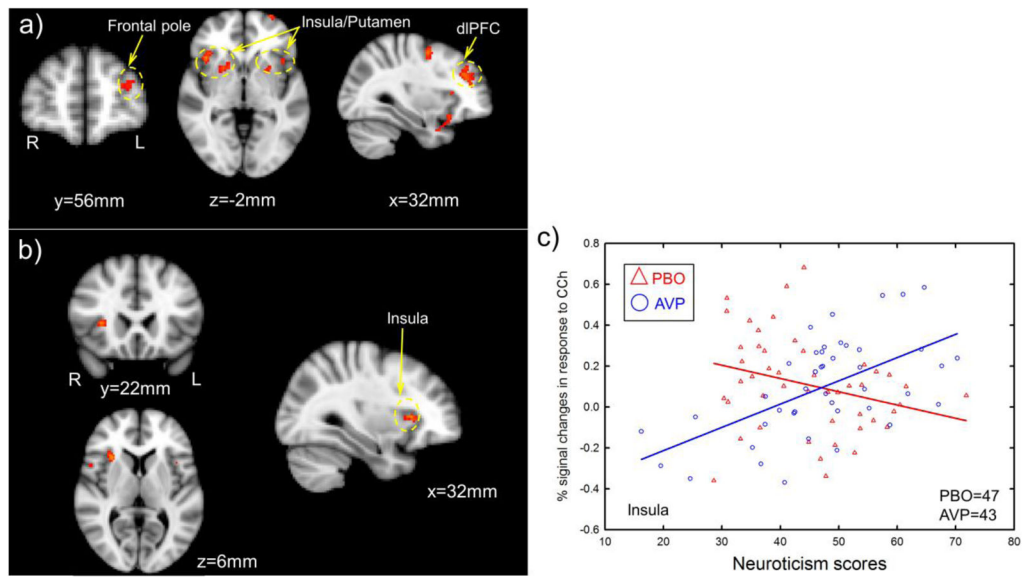 a)
Frontal pole
Insula/Putamen
dlPFC
R
L
y=56mm
z=-2mm
x=32mm
b)
R
L
y=22mm
Insula
x=32mm
z=6mm
c)
0.8
0.6
0.4
0.2
0.0
-0.2
-0.4
-0.6
% siginal changes in response to CCh
PBO
AVP
Insula
PBO=47
AVP=43
10 20 30 40 50 60 70 80
Neuroticism scores